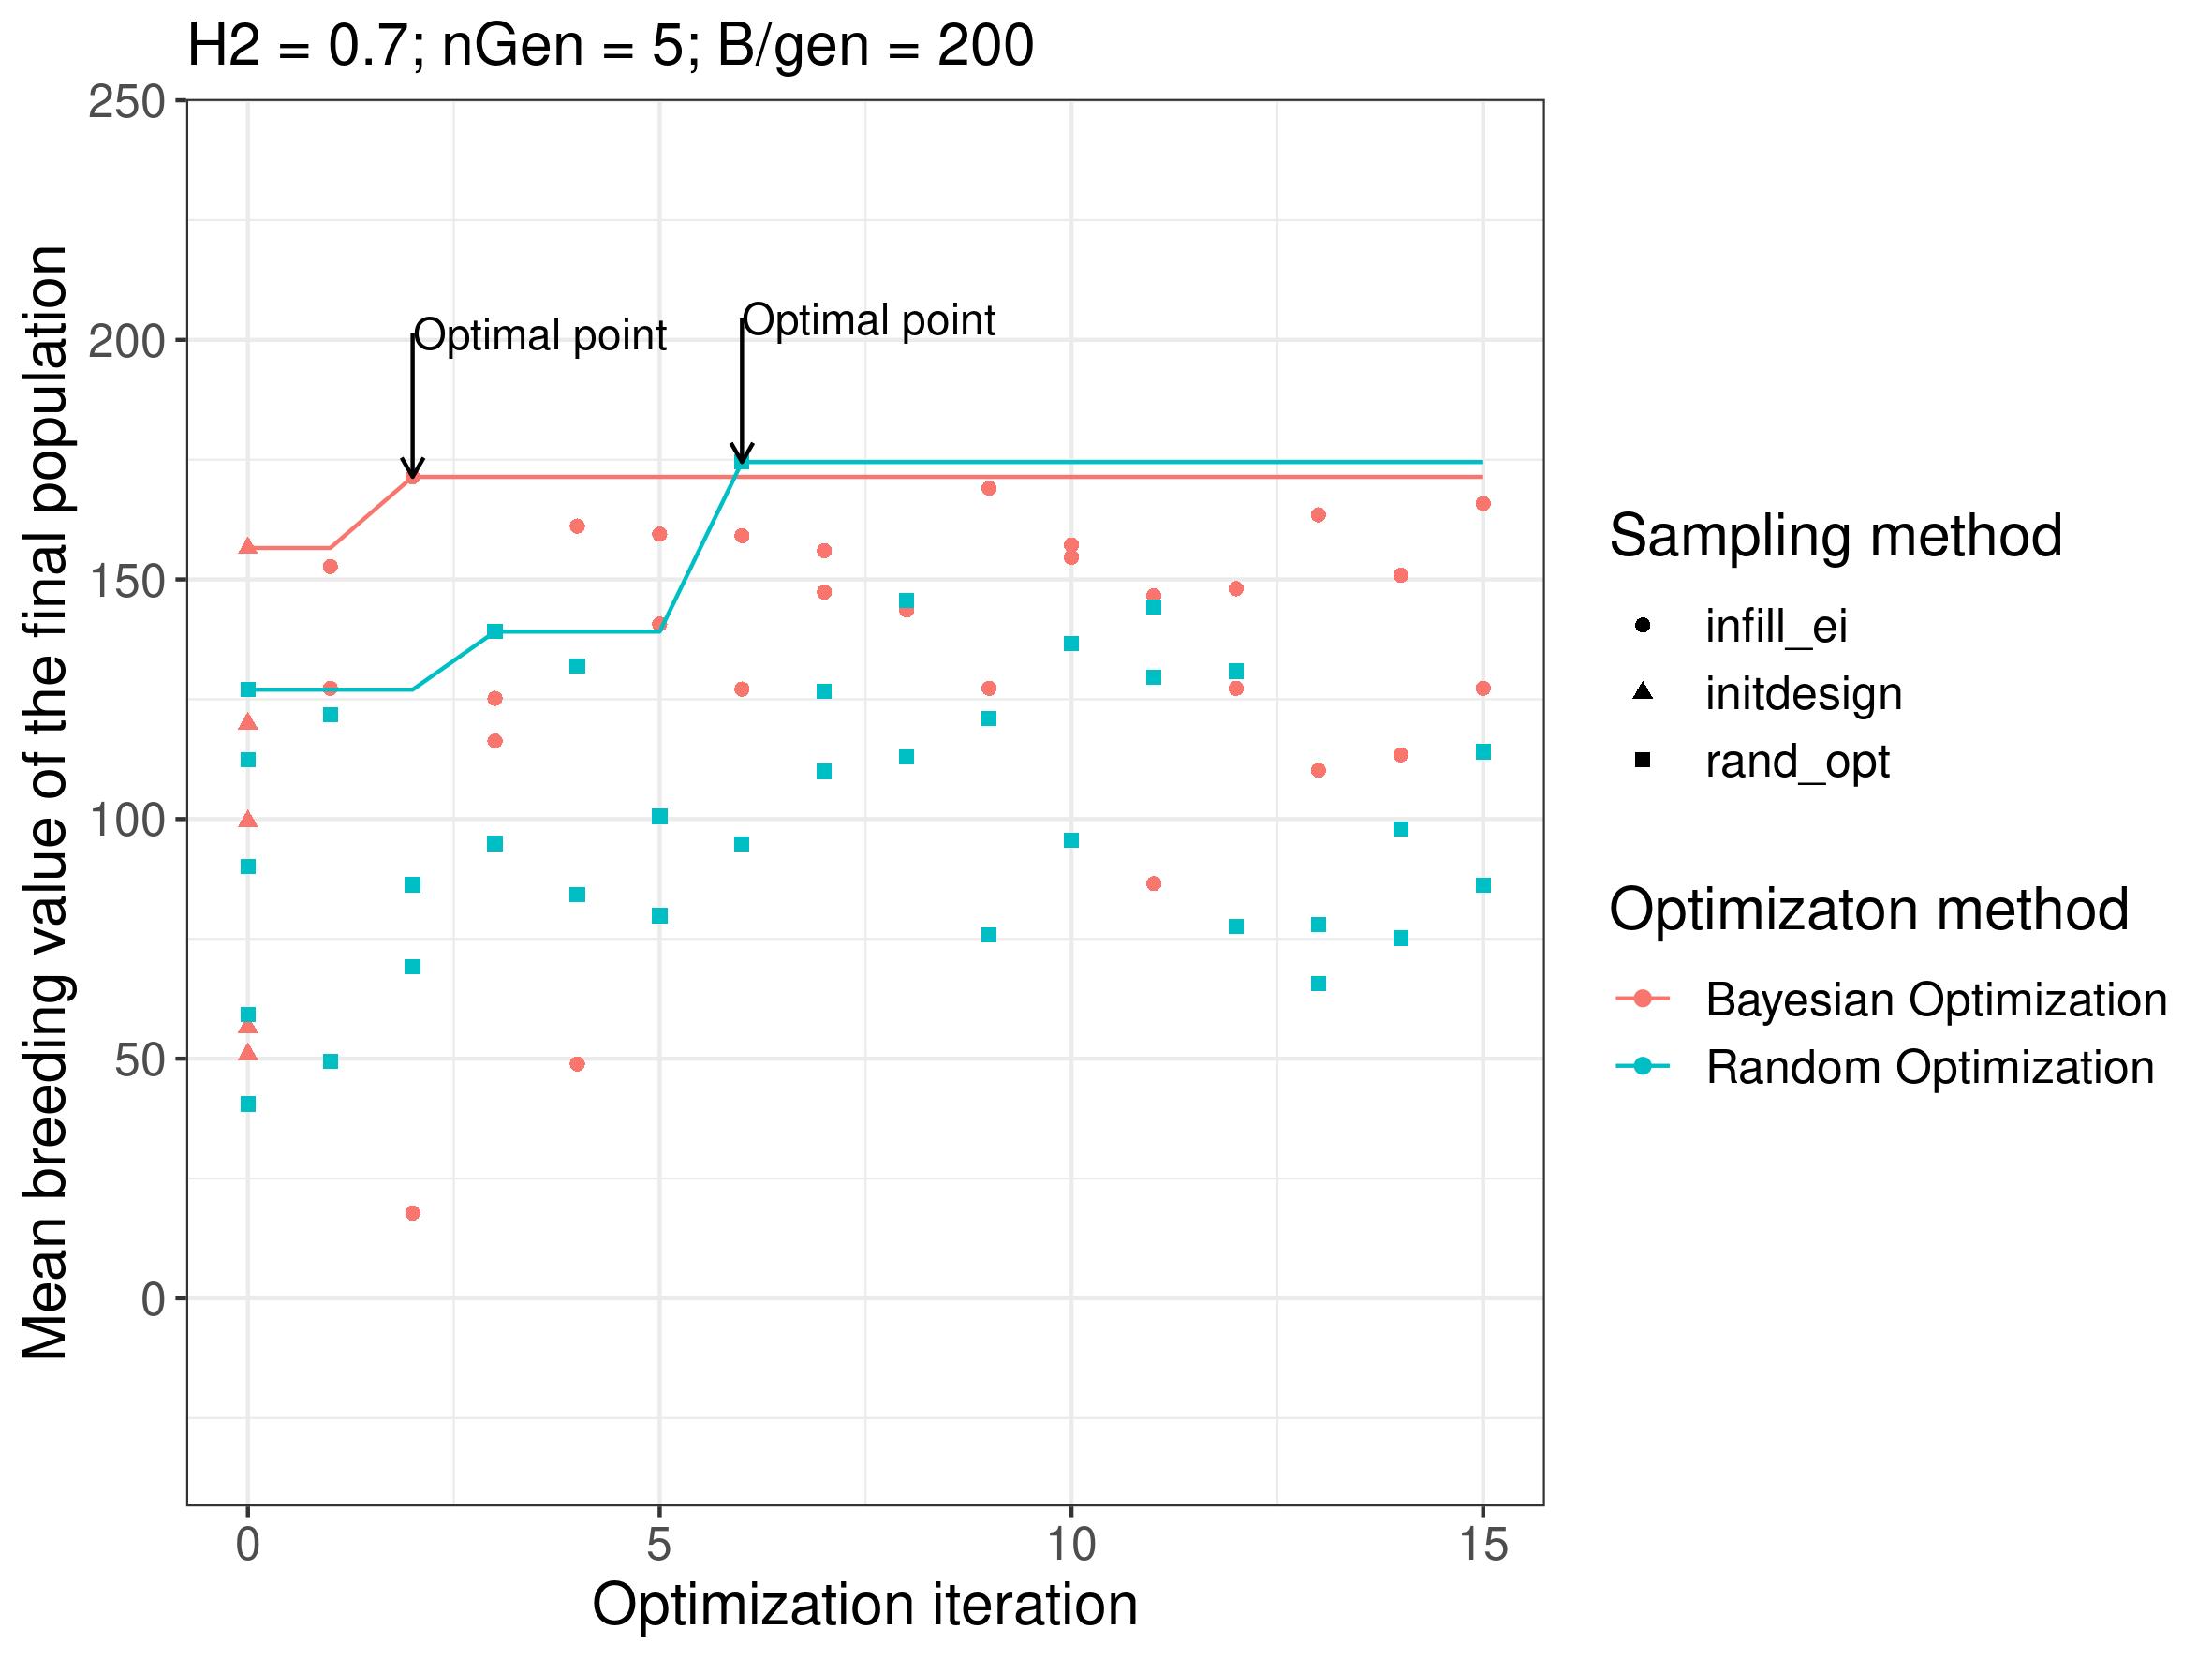 H2 = 0.7; nGen = 5; B/gen = 200
Mean breeding value of the final population
250
200
150
100
50
0
Optimal point
Optimal point
0
5
10
15
Optimization iteration
Sampling method
infill_ei
initdesign
rand_opt
Optimizaton method
Bayesian Optimization
Random Optimization